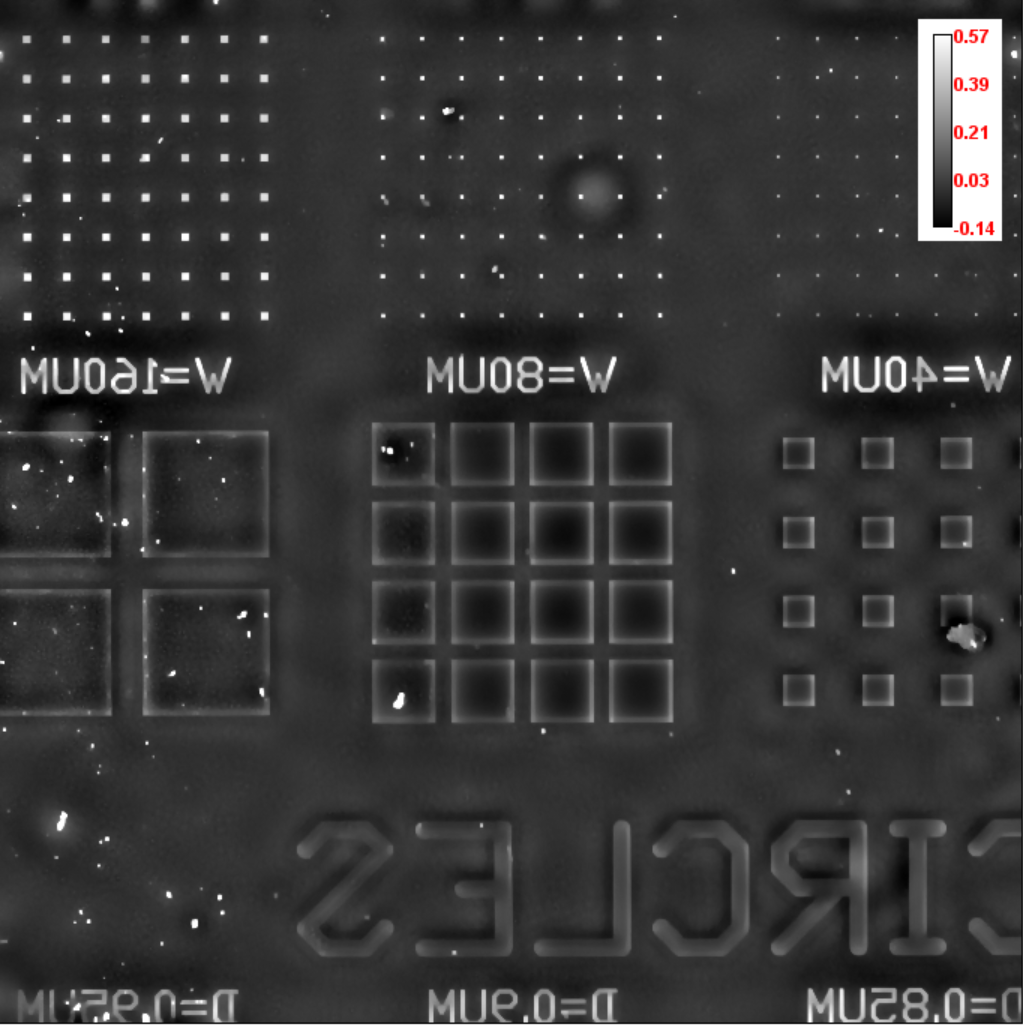 0.57
0.39
0.21
0.03
-0.14
W=160UM
W=80UM
W=40UM
CIRCLES
D=0.95UM
D=0.9UM
D=0.85UM